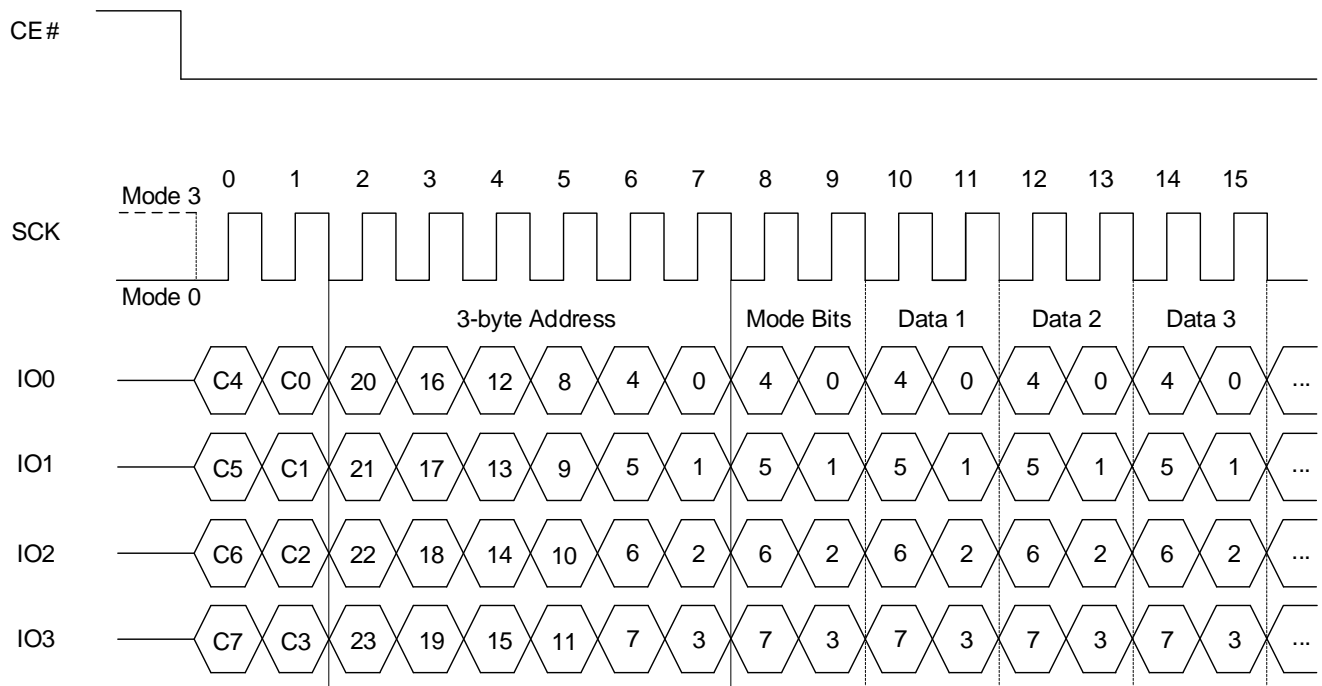 CE#
0 1 2 3 4 5 6 7 8 9 10 11 12 13 14 15
Mode 3
SCK
Mode 0
3-byte Address Mode Bits Data 1 Data 2 Data 3
IO0 C4 C0 20 16 12 8 4 0 4 0 4 0 4 0 4 0 ...
IO1 C5 C1 21 17 13 9 5 1 5 1 5 1 5 1 5 1 ...
IO2 C6 C2 22 18 14 10 6 2 6 2 6 2 6 2 6 2 ...
IO3 C7 C3 23 19 15 11 7 3 7 3 7 3 7 3 7 3 ...